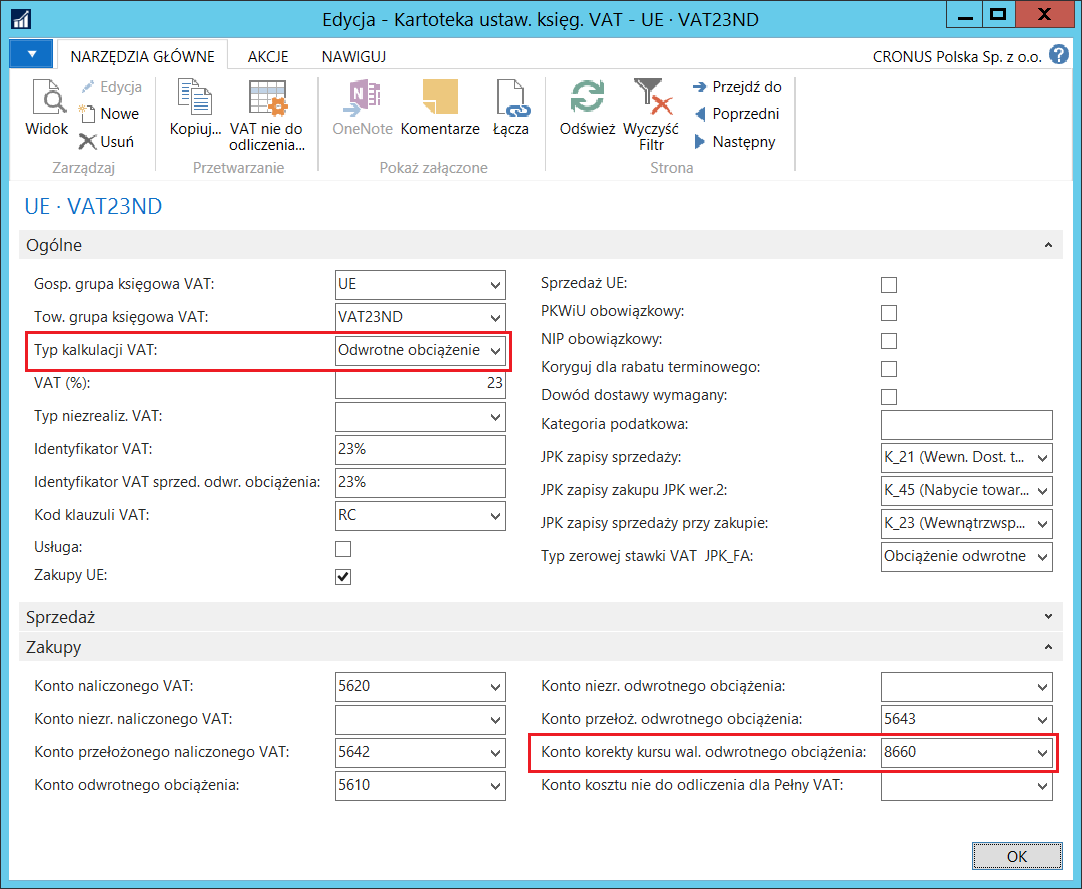 Edycja - Kartoteka ustaw. księg. VAT - UE · VAT23ND
NARZĘDZIA GŁÓWNE
AKCJE
NAWIGUJ
CRONUS Polska Sp. z o.o.
Widok
Edycja
Nowe
Usuń
Zarządzaj
Kopiuj...
VAT nie do
odliczenia...
Przetwarzanie
OneNote
Komentarze
Łącza
Pokaż załączone
Odśwież
Wyczyść
Filtr
Przejdź do
Poprzedni
Następny
Strona
UE · VAT23ND
Ogólne
Gosp. grupa księgowa VAT: UE
Tow. grupa księgowa VAT: VAT23ND
Typ kalkulacji VAT: Odwrotne obciążenie
VAT (%): 23
Typ niezrealiz. VAT:
Identyfikator VAT: 23%
Identyfikator VAT sprzed. odwr. obciążenia: 23%
Kod klauzuli VAT: RC
Usługa:
Zakupy UE:
Sprzedaż UE:
PKWiU obowiązkowy:
NIP obowiązkowy:
Koryguj dla rabatu terminowego:
Dowód dostawy wymagany:
Kategoria podatkowa:
JPK zapisy sprzedaży: K_21 (Wewn. Dost. t...
JPK zapisy zakupu JPK wer.2: K_45 (Nabycie towar...
JPK zapisy sprzedaży przy zakupie: K_23 (Wewnątrzwsp...
Typ zerowej stawki VAT JPK_FA: Obciążenie odwrotne
Sprzedaż
Zakupy
Konto naliczonego VAT: 5620
Konto niezr. naliczonego VAT:
Konto przełożonego naliczonego VAT: 5642
Konto odwrotnego obciążenia: 5610
Konto niezr. odwrotnego obciążenia:
Konto przełoż. odwrotnego obciążenia: 5643
Konto korekty kursu wal. odwrotnego obciążenia: 8660
Konto kosztu nie do odliczenia dla Pełny VAT:
OK